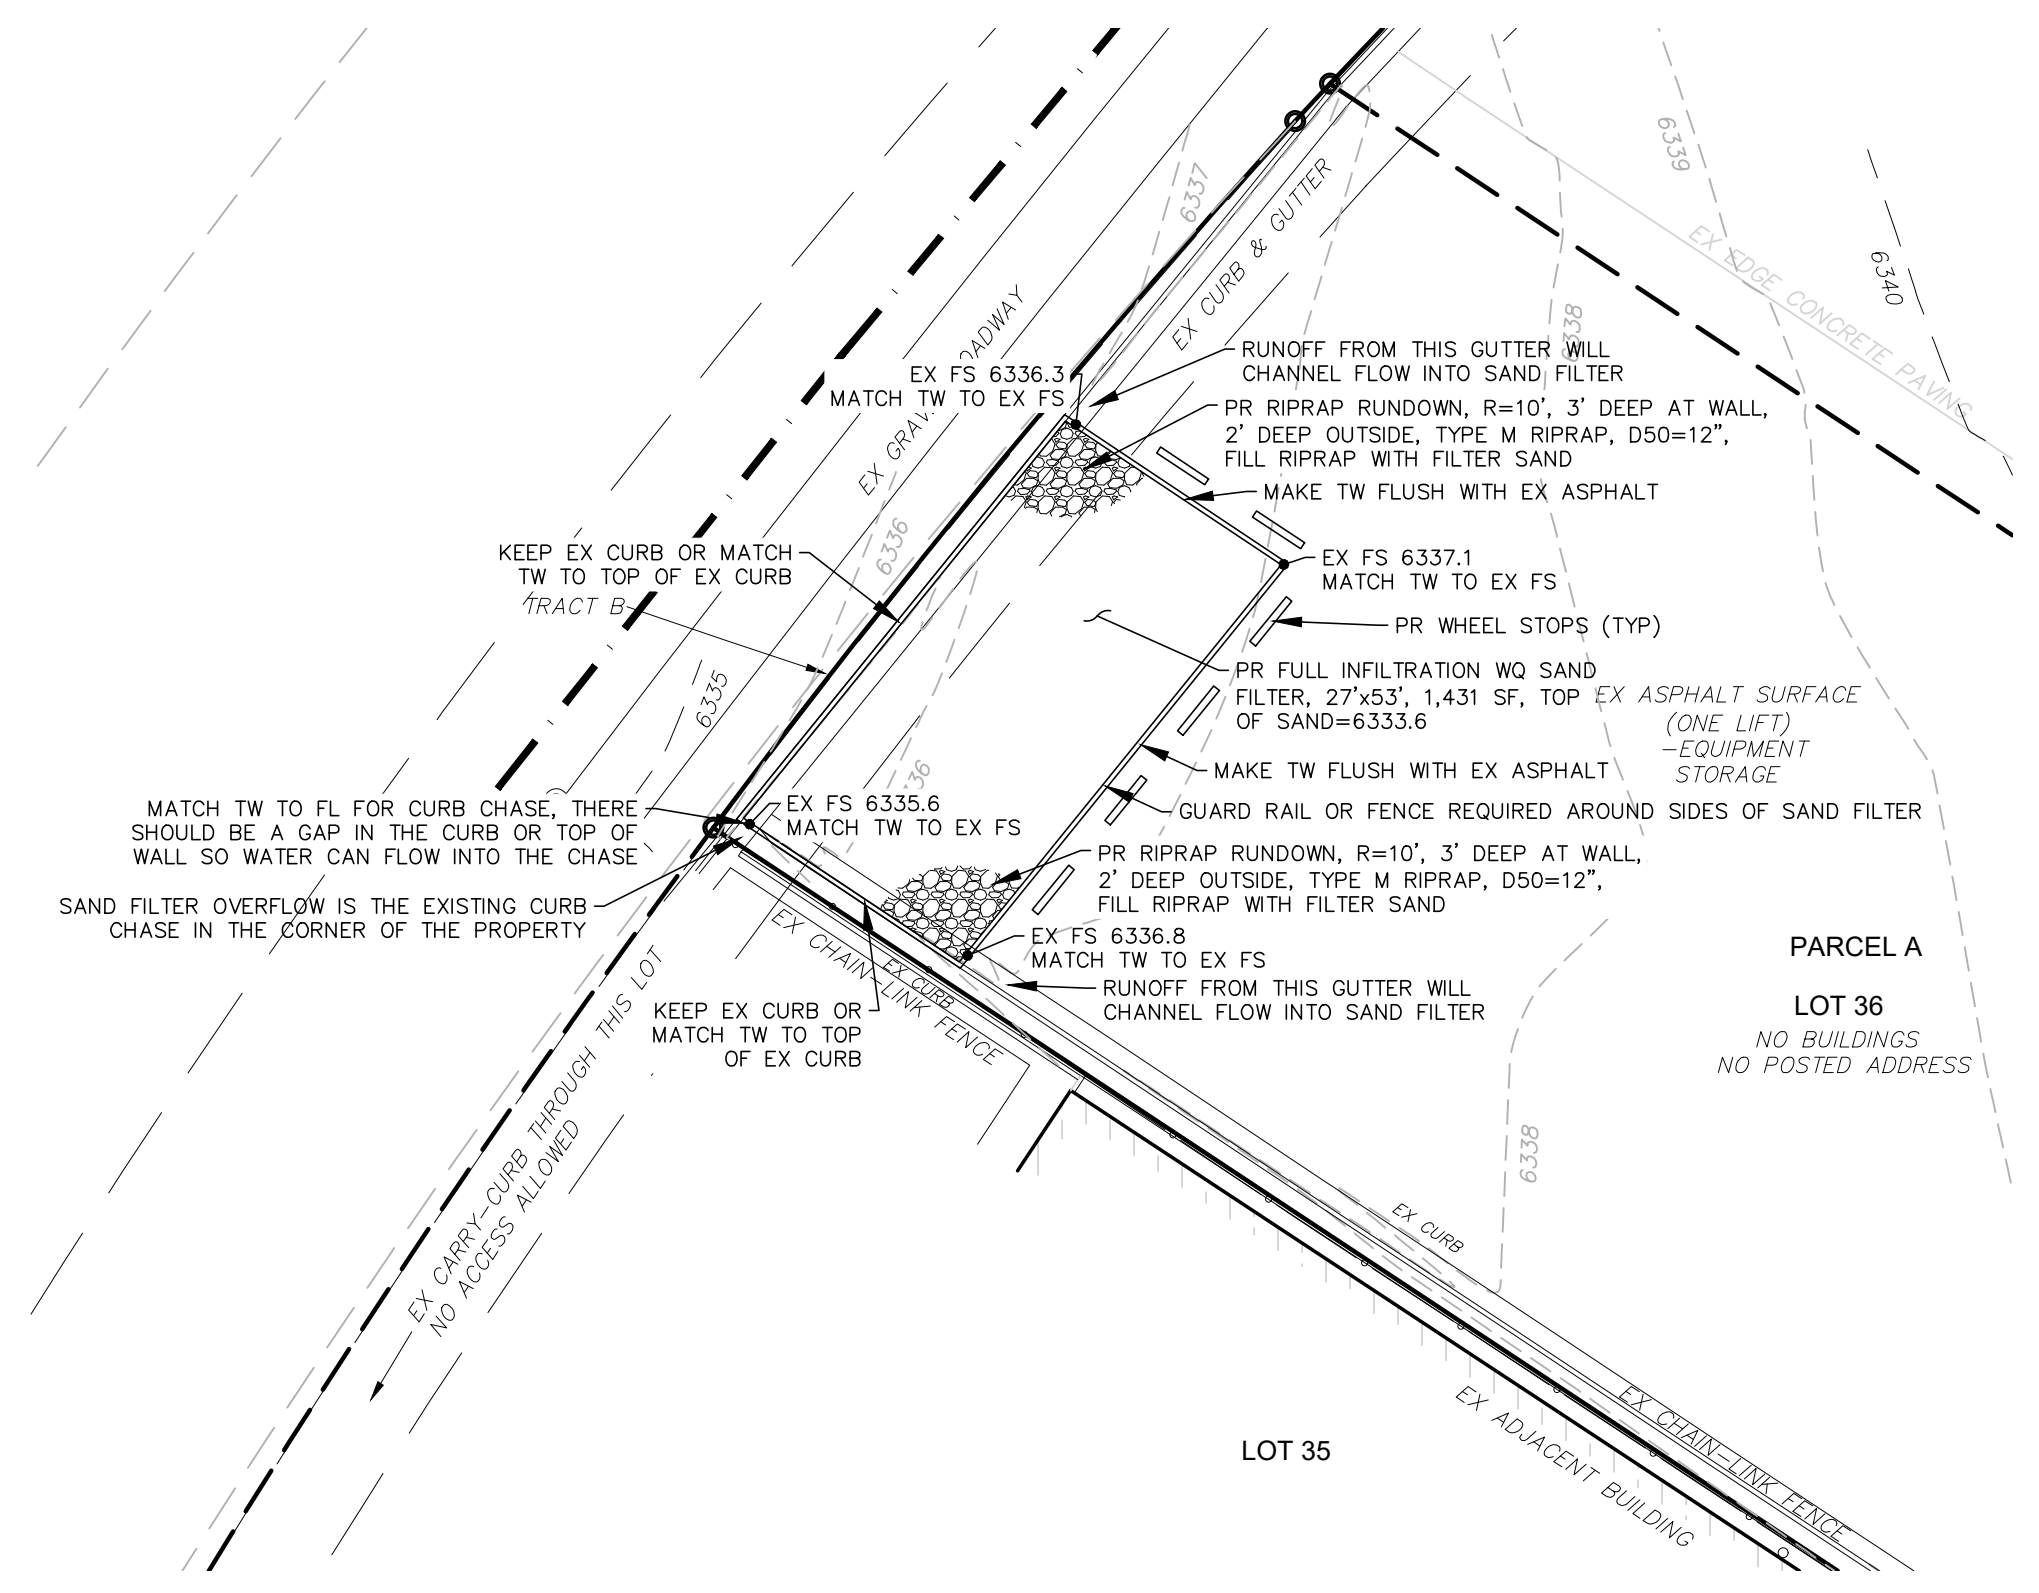 6339
6337
EX CURB & GUTTER
EX EDGE CONCRETE PAVING
6340
6338
RUNOFF FROM THIS GUTTER WILL
CHANNEL FLOW INTO SAND FILTER
EX FS 6336.3
MATCH TW TO EX FS
PR RIPRAP RUNDOWN, R=10', 3' DEEP AT WALL,
2' DEEP OUTSIDE, TYPE M RIPRAP, D50=12",
FILL RIPRAP WITH FILTER SAND
MAKE TW FLUSH WITH EX ASPHALT
EX GRAV OADWAY
6336
KEEP EX CURB OR MATCH
TW TO TOP OF EX CURB
TRACT B
EX FS 6337.1
MATCH TW TO EX FS
PR WHEEL STOPS (TYP)
PR FULL INFILTRATION WQ SAND
FILTER, 27'x53', 1,431 SF, TOP
OF SAND=6333.6
EX ASPHALT SURFACE
(ONE LIFT)
-EQUIPMENT
STORAGE
6335
MAKE TW FLUSH WITH EX ASPHALT
36
GUARD RAIL OR FENCE REQUIRED AROUND SIDES OF SAND FILTER
MATCH TW TO FL FOR CURB CHASE, THERE
SHOULD BE A GAP IN THE CURB OR TOP OF
WALL SO WATER CAN FLOW INTO THE CHASE
EX FS 6335.6
MATCH TW TO EX FS
PR RIPRAP RUNDOWN, R=10', 3' DEEP AT WALL,
2' DEEP OUTSIDE, TYPE M RIPRAP, D50=12",
FILL RIPRAP WITH FILTER SAND
SAND FILTER OVERFLOW IS THE EXISTING CURB
CHASE IN THE CORNER OF THE PROPERTY
EX FS 6336.8
MATCH TW TO EX FS
PARCEL A
LOT 36
NO BUILDINGS
NO POSTED ADDRESS
RUNOFF FROM THIS GUTTER WILL
CHANNEL FLOW INTO SAND FILTER
EX CURB
EX CHAIN-LINK FENCE
KEEP EX CURB OR
MATCH TW TO TOP
OF EX CURB
EX CARRY-CURB THROUGH THIS LOT
NO ACCESS ALLOWED
6338
EX CURB
EX CHAIN-LINK FENCE
EX ADJACENT BUILDING
LOT 35